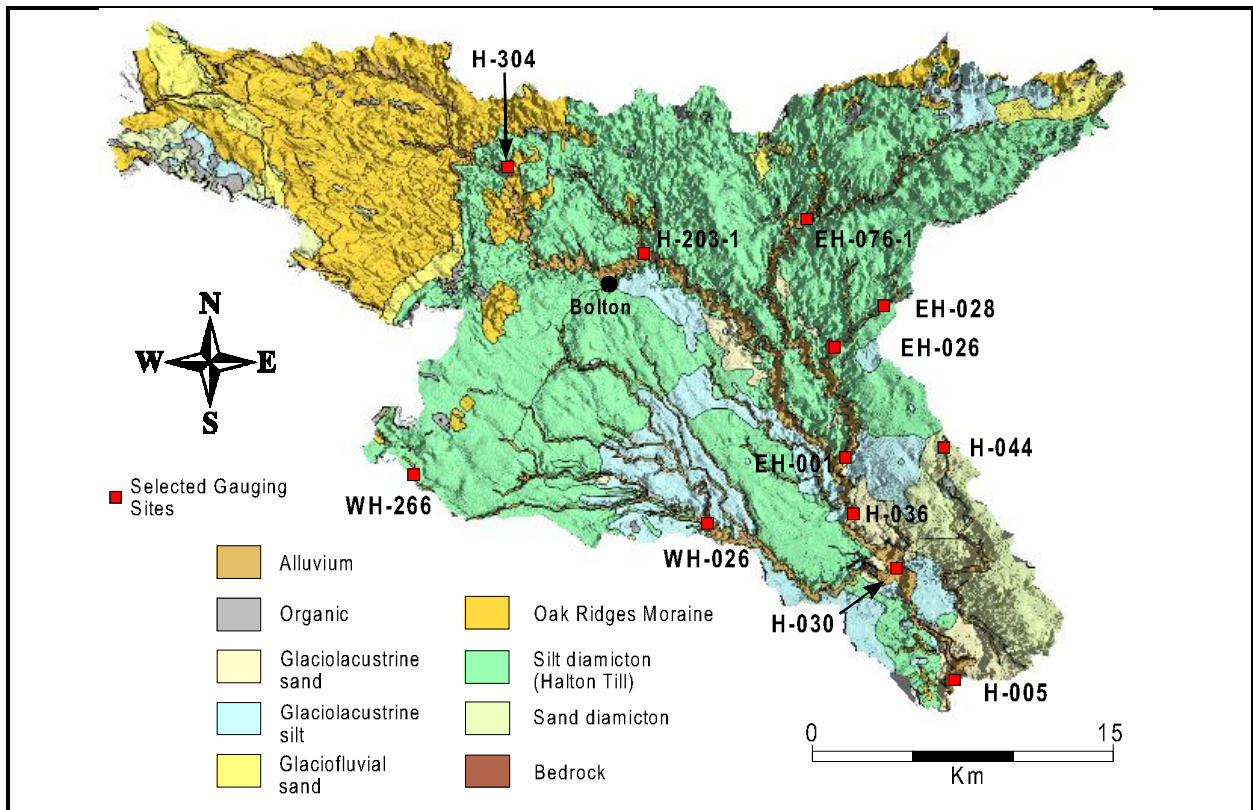 H-304
H-203-1
EH-076-1
Bolton
EH-028
EH-026
N
W E
S
H-044
EH-001
Selected Gauging
Sites
WH-266
H-036
WH-026
H-030
H-005
Alluvium
Organic
Glaciolacustrine
sand
Glaciolacustrine
silt
Glaciofluvial
sand
Oak Ridges Moraine
Silt diamicton
(Halton Till)
Sand diamicton
Bedrock
0 15
Km